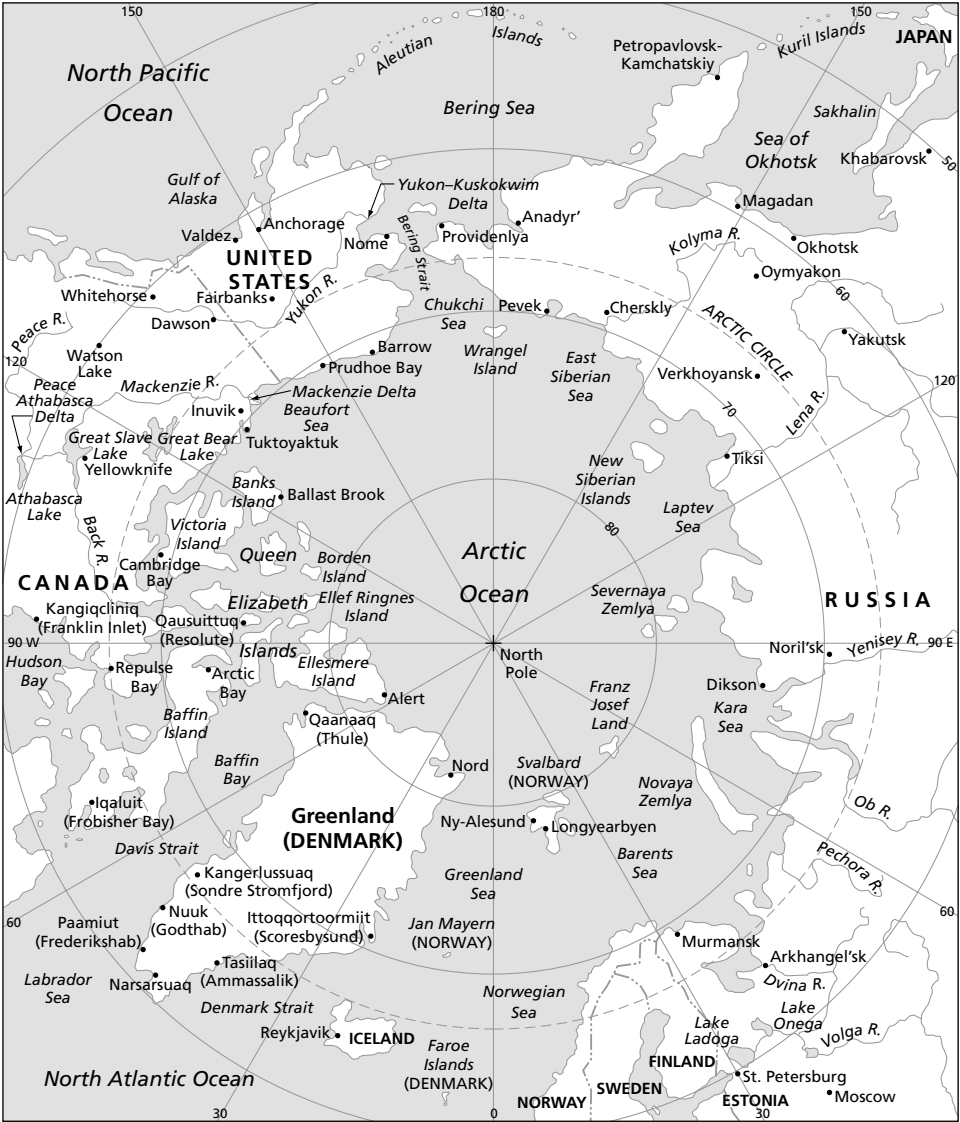 150
180
150
Aleutian
Islands
Kuril Islands
JAPAN
Petropavlovsk-
Kamchatskiy
North Pacific
Ocean
Bering Sea
Sakhalin
Sea of
Okhotsk
Khabarovsk
50
Gulf of
Alaska
Yukon–Kuskokwim
Delta
Magadan
Anchorage
Anadyr’
Valdez
Nome
Bering Strait
Providenlya
Kolyma R.
Okhotsk
UNITED
STATES
Oymyakon
Whitehorse
Fairbanks
Yukon R.
Chukchi
Sea
Pevek
Cherskly
60
ARCTIC CIRCLE
Peace R.
Dawson
Yakutsk
120
Watson
Lake
Barrow
Wrangel
Island
East
Siberian
Sea
Prudhoe Bay
Verkhoyansk
120
Peace
Athabasca
Delta
Mackenzie R.
Mackenzie Delta
Inuvik
Beaufort
Sea
70
Lena R.
Great Slave
Lake
Great Bear
Lake
Tuktoyaktuk
Yellowknife
Tiksi
New
Siberian
Islands
Athabasca
Lake
Banks
Island
Ballast Brook
Laptev
Sea
Back R.
Victoria
Island
80
Queen
Borden
Island
Arctic
Ocean
Cambridge
Bay
CANADA
Elizabeth
Ellef Ringnes
Island
Severnaya
Zemlya
RUSSIA
Kangiqcliniq
(Franklin Inlet)
Qausuittuq
(Resolute)
90 W
Islands
North
Pole
Noril’sk
Yenisey R.
90 E
Hudson
Bay
Repulse
Bay
Arctic
Bay
Ellesmere
Island
Alert
Franz
Josef
Land
Dikson
Kara
Sea
Baffin
Island
Qaanaaq
(Thule)
Baffin
Bay
Nord
Svalbard
(NORWAY)
Novaya
Zemlya
Iqaluit
(Frobisher Bay)
Greenland
(DENMARK)
Ny-Alesund
Longyearbyen
Ob R.
Davis Strait
Barents
Sea
Pechora R.
Kangerlussuaq
(Sondre Stromfjord)
Greenland
Sea
60
Paamiut
(Frederikshab)
Nuuk
(Godthab)
Ittoqqortoormiit
(Scoresbysund)
Jan Mayern
(NORWAY)
60
Murmansk
Arkhangel’sk
Labrador
Sea
Narsarsuaq
Tasiilaq
(Ammassalik)
Dvina R.
Denmark Strait
Norwegian
Sea
Lake
Onega
Reykjavik
ICELAND
Lake
Ladoga
Volga R.
Faroe
Islands
(DENMARK)
FINLAND
North Atlantic Ocean
St. Petersburg
SWEDEN
NORWAY
ESTONIA
Moscow
30
0
30